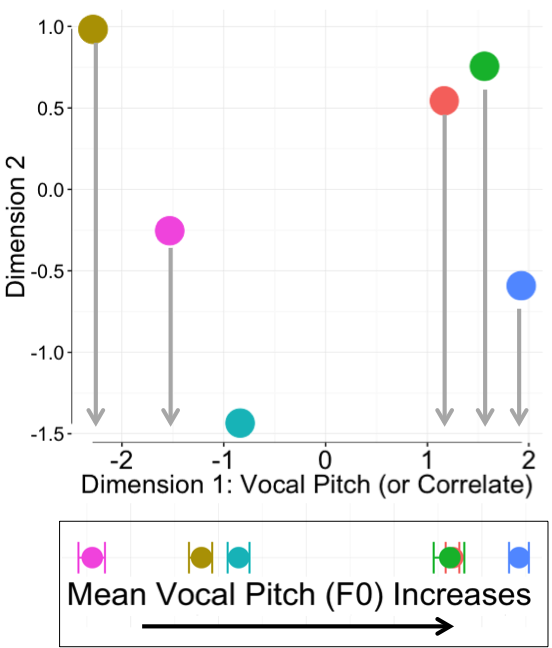 1.0
0.5
0.0
-0.5
-1.0
-1.5
Dimension 2
-2 -1 0 1 2
Dimension 1: Vocal Pitch (or Correlate)
Mean Vocal Pitch (F0) Increases